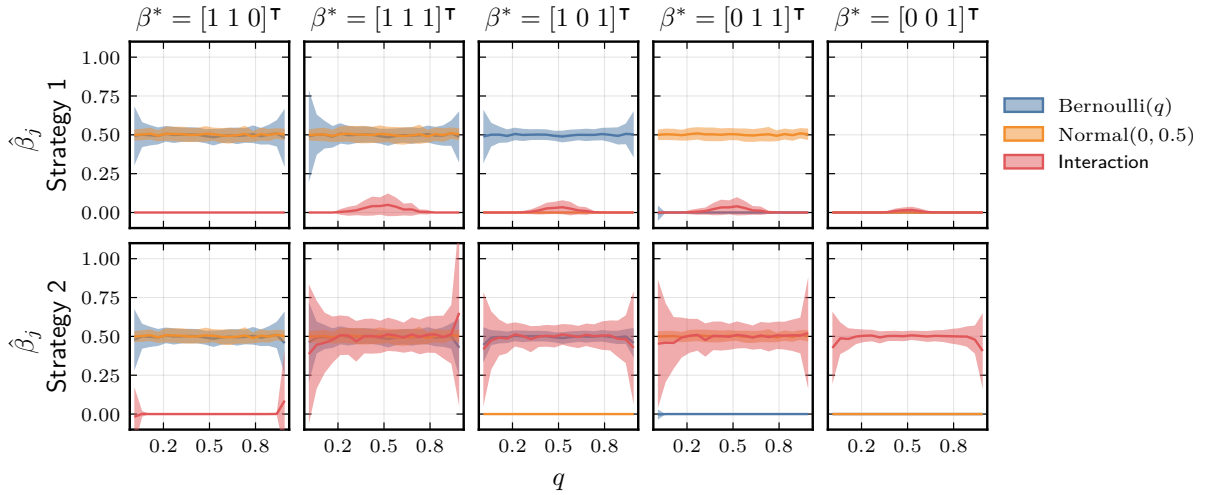 β* = [1 1 0]ᵀ β* = [1 1 1]ᵀ β* = [1 0 1]ᵀ β* = [0 1 1]ᵀ β* = [0 0 1]ᵀ
β̂ⱼ
Strategy 1
1.00
0.75
0.50
0.25
0.00
Bernoulli(q)
Normal(0, 0.5)
Interaction
β̂ⱼ
Strategy 2
1.00
0.75
0.50
0.25
0.00
0.2 0.5 0.8 0.2 0.5 0.8 0.2 0.5 0.8 0.2 0.5 0.8 0.2 0.5 0.8
q